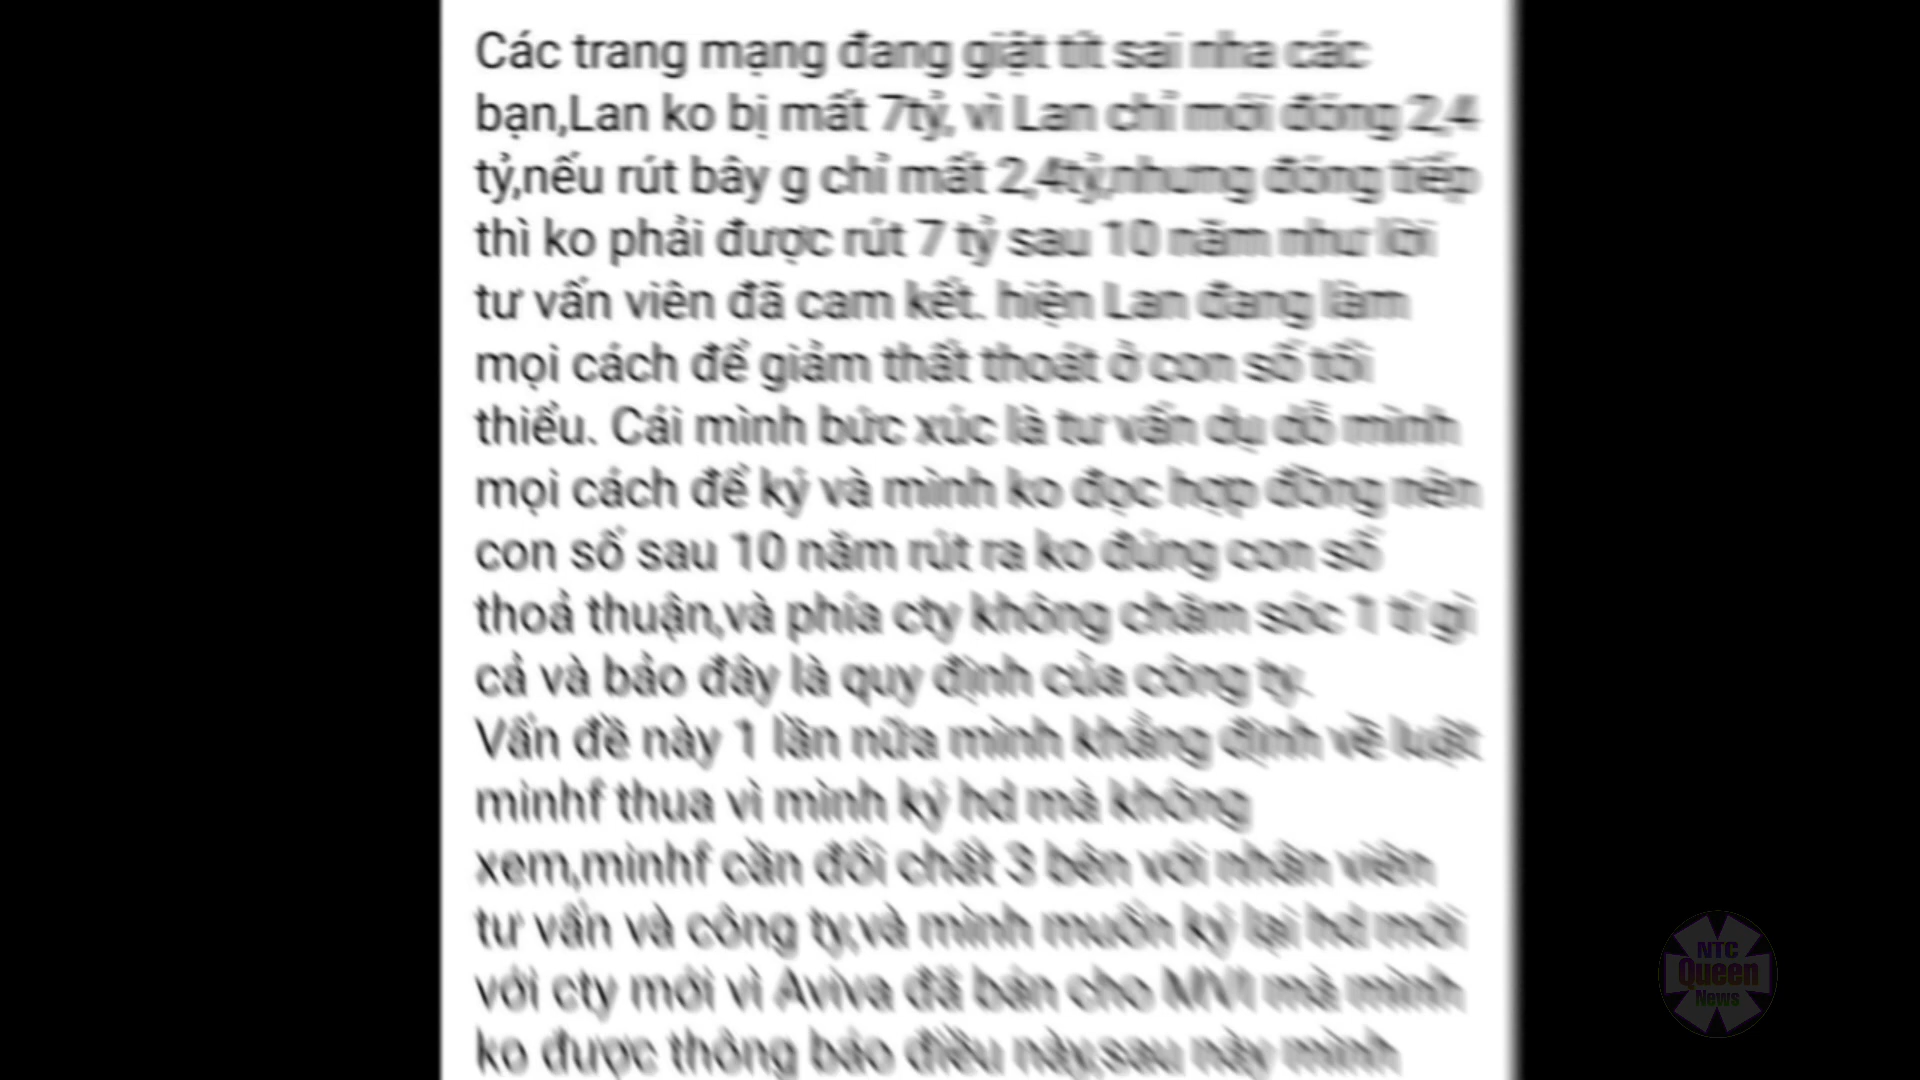 Các trang mạng đang giật tít sai nha các
bạn,Lan ko bị mất 7tỷ, vì Lan chỉ mới đóng 2,4
tỷ,nếu rút bây g chỉ mất 2,4tỷ,nhưng đóng tiếp
thì ko phải được rút 7 tỷ sau 10 năm như lời
tư vấn viên đã cam kết. hiện Lan đang làm
mọi cách để giảm thất thoát ở con số tối
thiểu. Cái mình bức xúc là tư vấn dụ dỗ mình
mọi cách để ký và mình ko đọc hợp đồng nên
con số sau 10 năm rút ra ko đúng con số
thoả thuận,và phía cty không chăm sóc 1 tí gì
cả và bảo đây là quy định của công ty.
Vấn đề này 1 lần nữa mình khẳng định về luật
minhf thua vì mình ký hd mà không
xem,minhf cần đối chất 3 bên với nhân viên
tư vấn và công ty,và mình muốn ký lại hd mới
với cty mới vì Aviva đã bán cho MVI mà mình
ko được thông báo điều này,sau này mình
NTC
Queen
News